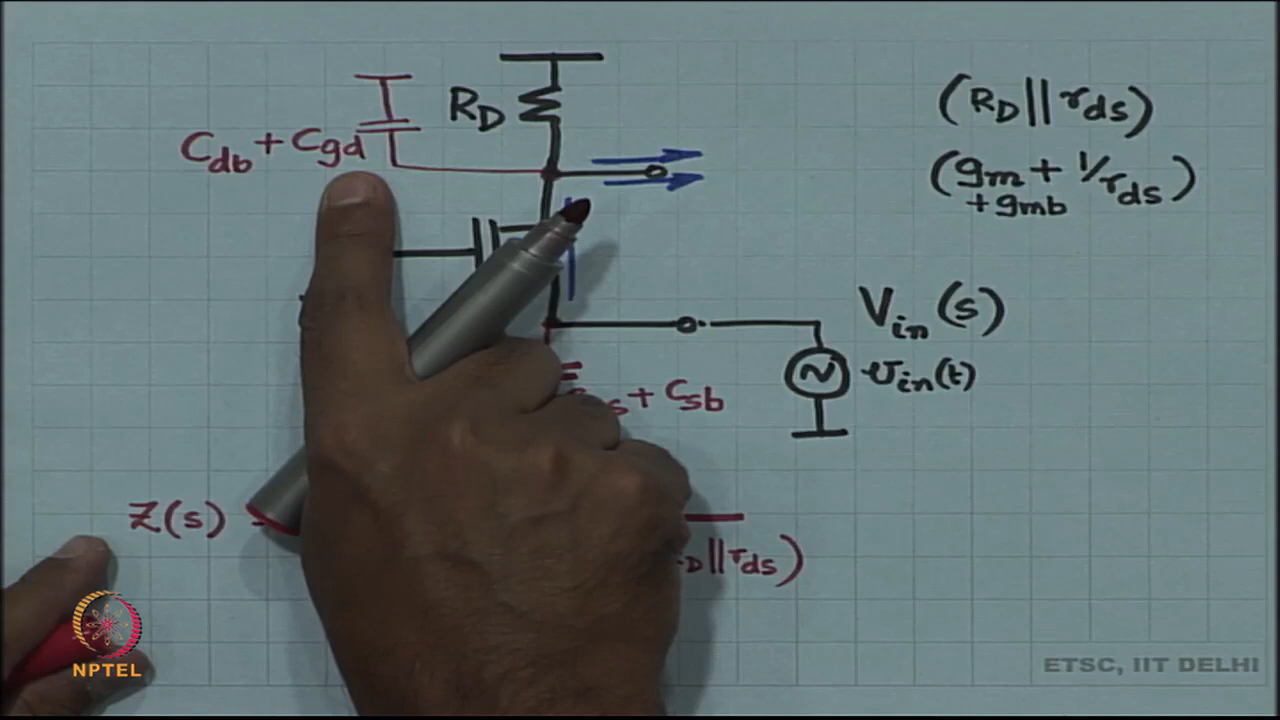 R_D
C_db + C_gd
(R_D || r_ds)
(g_m + 1/r_ds)
+ g_mb
V_in (s)
v_in (t)
+ C_sb
Z(s)
|| r_ds)
NPTEL
ETSC, IIT DELHI